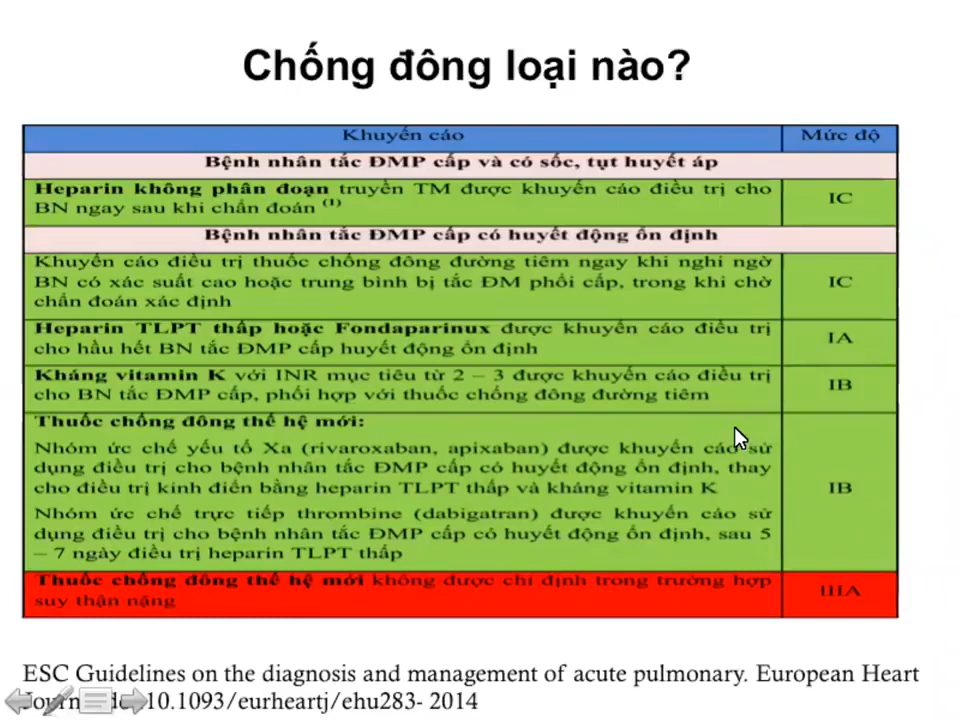 Chống đông loại nào?
Khuyến cáo Mức độ
Bệnh nhân tắc ĐMP cấp và có sốc, tụt huyết áp
Heparin không phân đoạn truyền TM được khuyến cáo điều trị cho
BN ngay sau khi chẩn đoán (1)
IC
Bệnh nhân tắc ĐMP cấp có huyết động ổn định
Khuyến cáo điều trị thuốc chống đông đường tiêm ngay khi nghi ngờ
BN có xác suất cao hoặc trung bình bị tắc ĐM phổi cấp, trong khi chờ
chẩn đoán xác định
IC
Heparin TLPT thấp hoặc Fondaparinux được khuyến cáo điều trị
cho hầu hết BN tắc ĐMP cấp huyết động ổn định
IA
Kháng vitamin K với INR mục tiêu từ 2 – 3 được khuyến cáo điều trị
cho BN tắc ĐMP cấp, phối hợp với thuốc chống đông đường tiêm
IB
Thuốc chống đông thế hệ mới:
Nhóm ức chế yếu tố Xa (rivaroxaban, apixaban) được khuyến cáo sử
dụng điều trị cho bệnh nhân tắc ĐMP cấp có huyết động ổn định, thay
cho điều trị kinh điển bằng heparin TLPT thấp và kháng vitamin K
Nhóm ức chế trực tiếp thrombine (dabigatran) được khuyến cáo sử
dụng điều trị cho bệnh nhân tắc ĐMP cấp có huyết động ổn định, sau 5
– 7 ngày điều trị heparin TLPT thấp
IB
Thuốc chống đông thế hệ mới không được chỉ định trong trường hợp
suy thận nặng
IIIA
ESC Guidelines on the diagnosis and management of acute pulmonary. European Heart
10.1093/eurheartj/ehu283- 2014